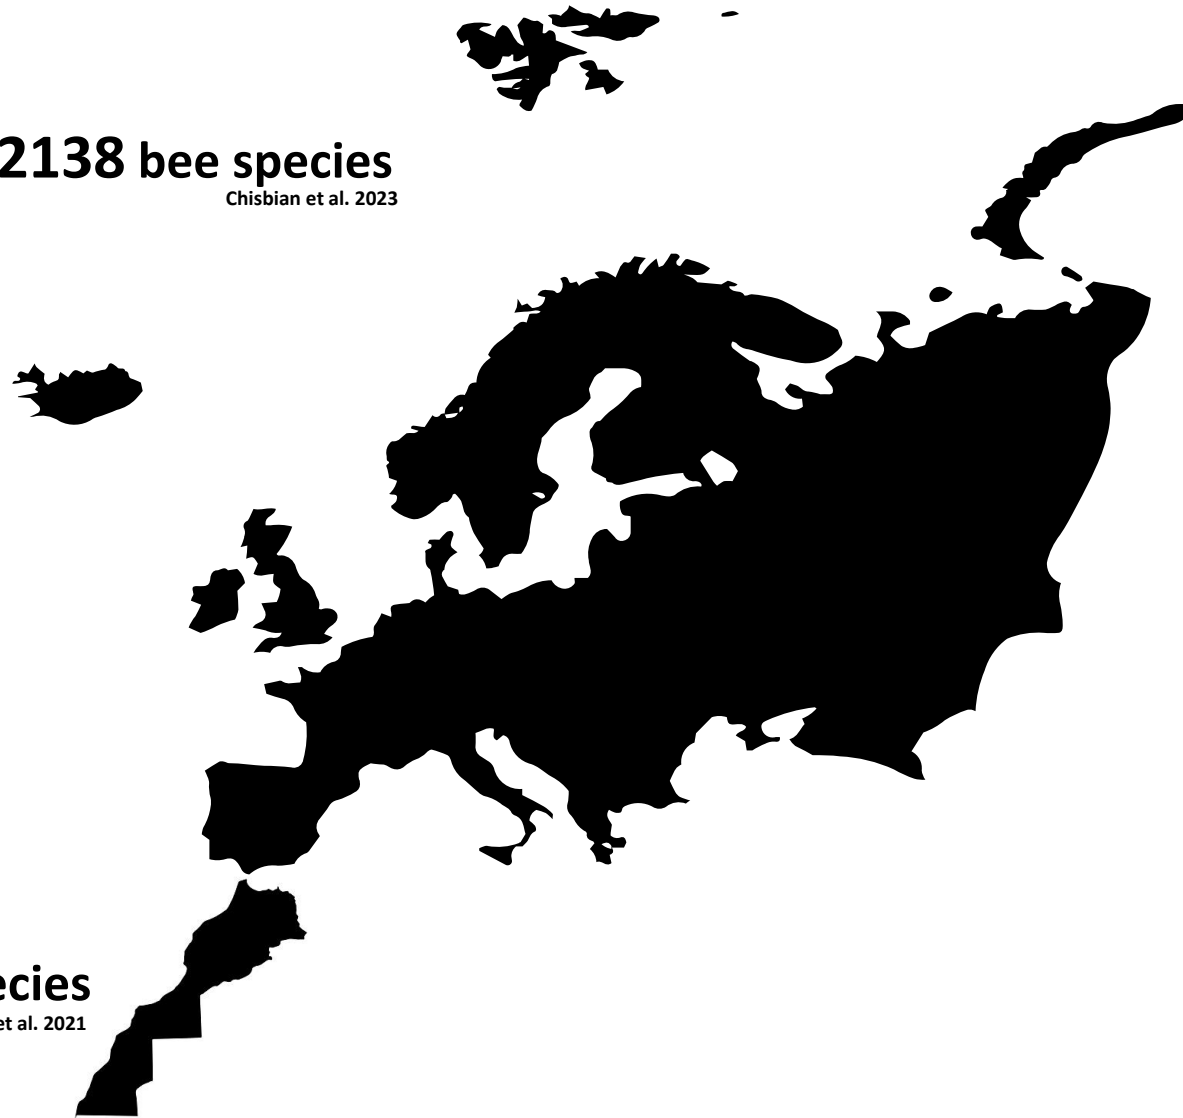 2138 bee species
Chisbian et al. 2023
ecies
et al. 2021